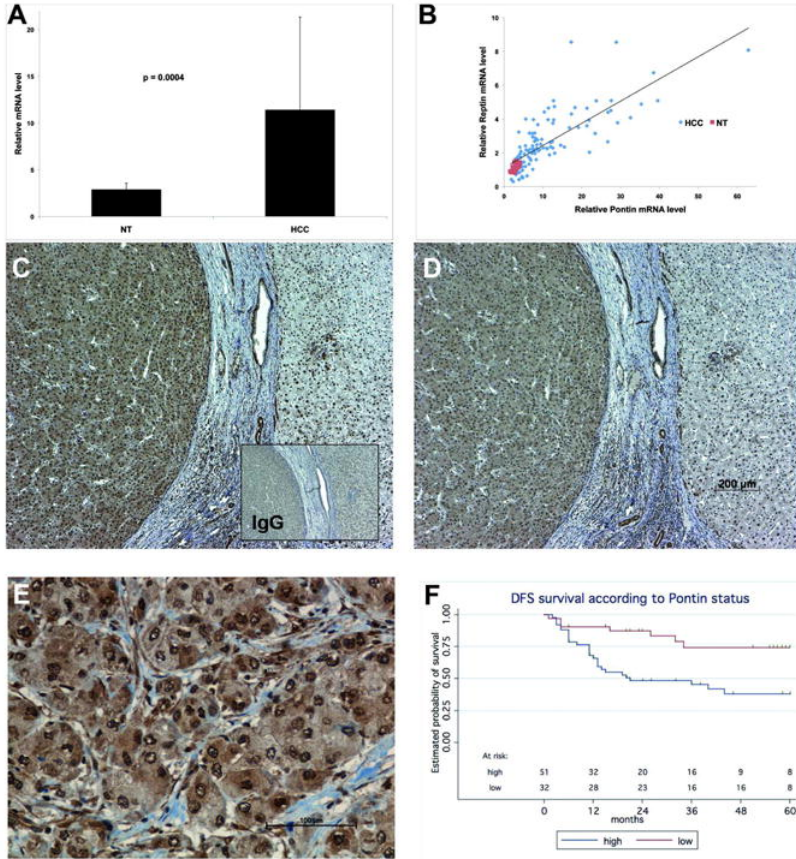 A
Relative mRNA level
20
15
10
5
0
p = 0.0004
NT
HCC
B
Relative Reptin mRNA level
10
8
6
4
2
0
HCC NT
0 10 20 30 40 50 60
Relative Pontin mRNA level
C
IgG
D
200 µm
E
100µm
F
DFS survival according to Pontin status
Estimated probability of survival
1.00
0.75
0.50
0.25
0.00
At risk:
high 51 32 20 16 9 8
low 32 28 23 16 16 8
0 12 24 36 48 60
months
high low